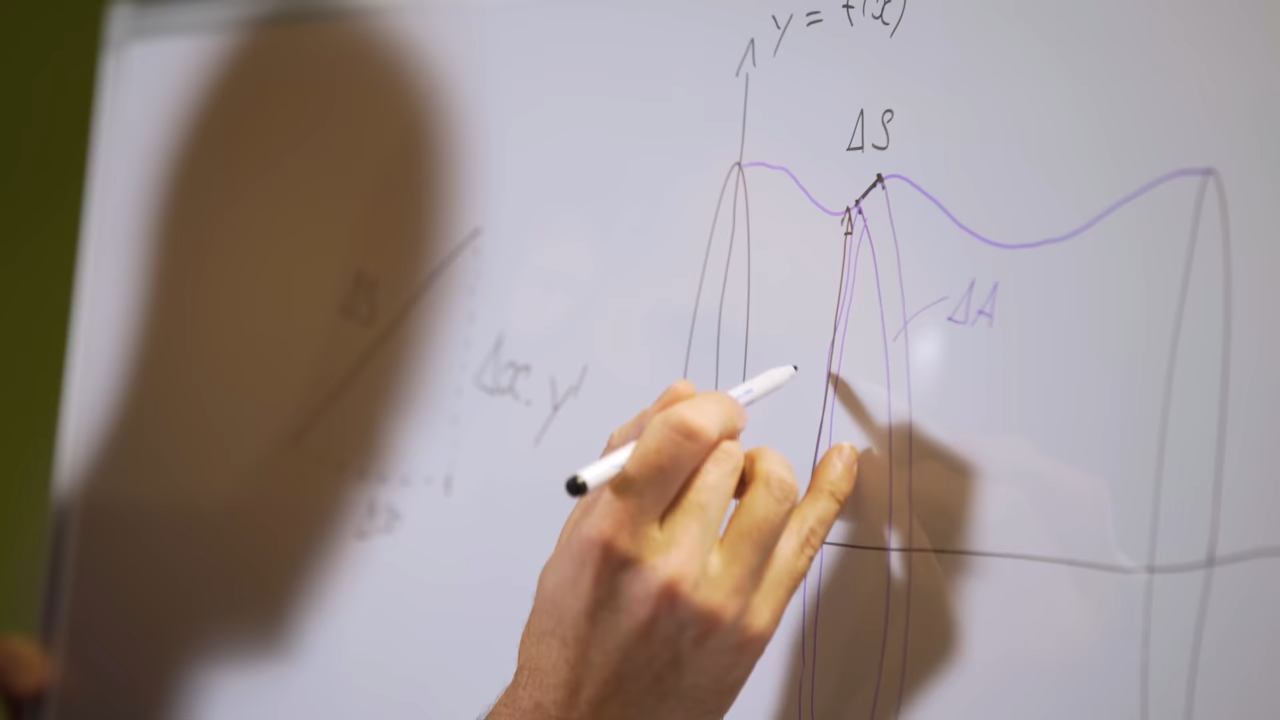 y = f(x)
ΔS
ΔA
Δx · y'